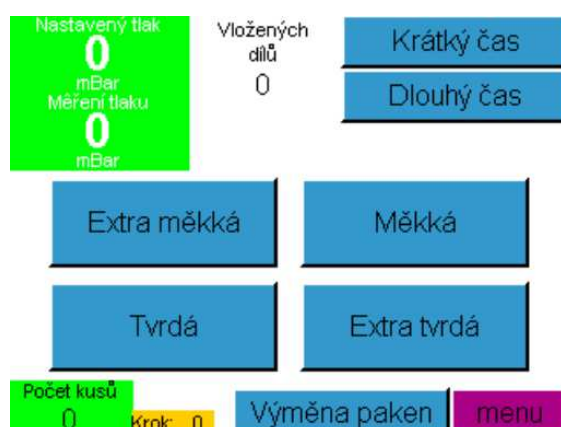 Nastavený tlak
0
mBar
Měření tlaku
0
mBar
Vložených
dílů
0
Krátký čas
Dlouhý čas
Extra měkká
Měkká
Tvrdá
Extra tvrdá
Počet kusů
0
Krok: 0
Výměna paken
menu